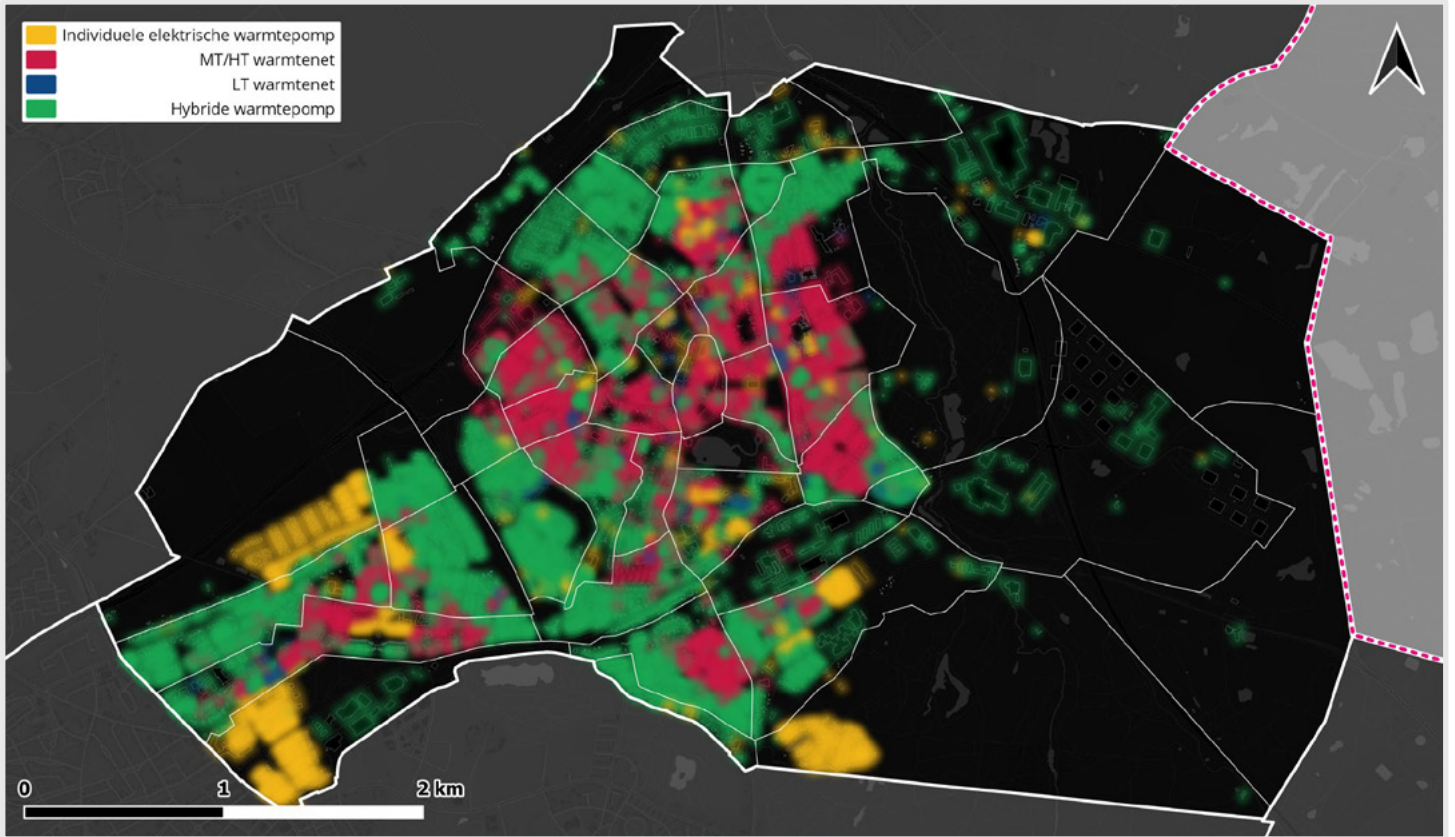 Individuele elektrische warmtepomp
MT/HT warmtenet
LT warmtenet
Hybride warmtepomp
0 1 2 km